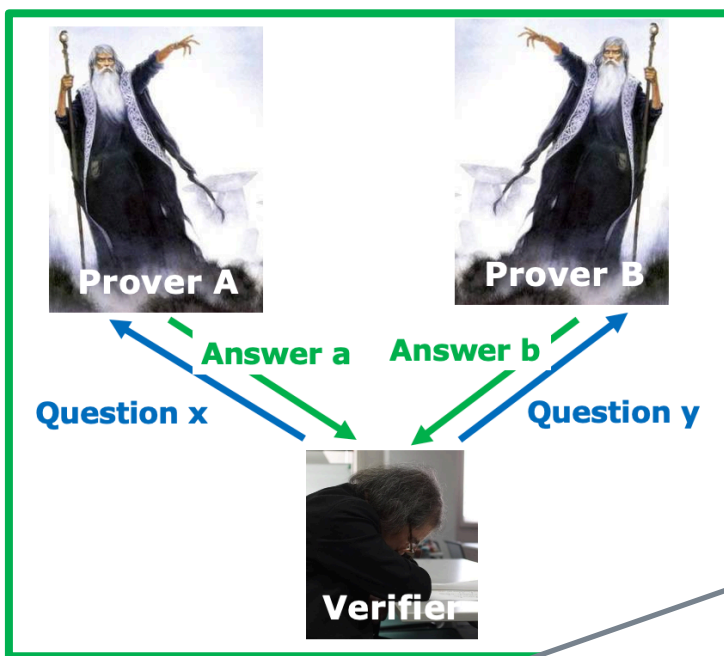 Prover A
Prover B
Answer a
Answer b
Question x
Question y
Verifier